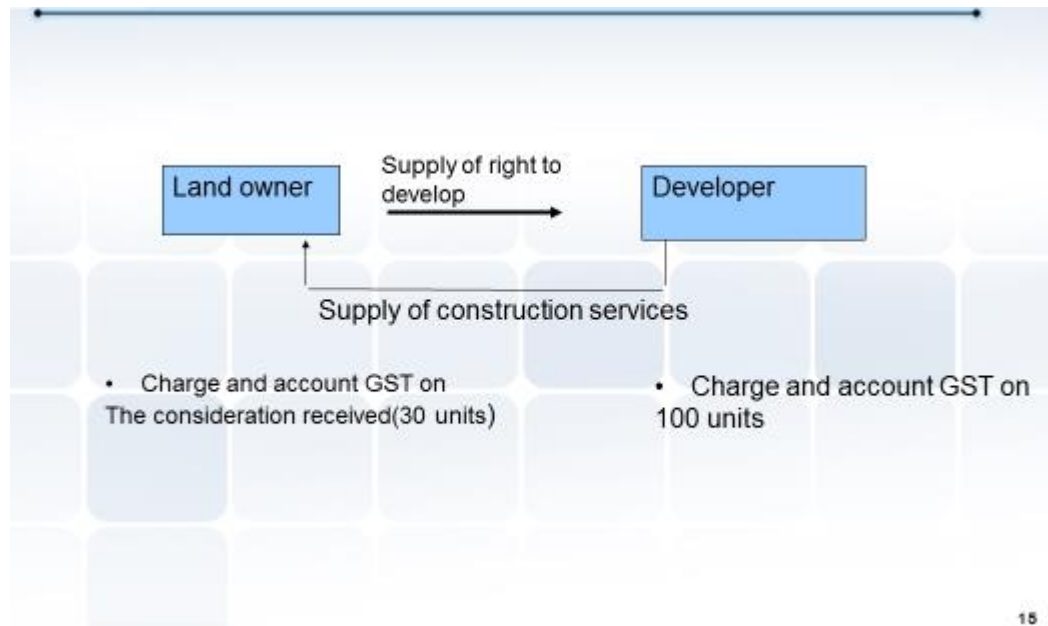 Land owner
Supply of right to
develop
Developer
Supply of construction services
• Charge and account GST on
The consideration received(30 units)
• Charge and account GST on
100 units
15